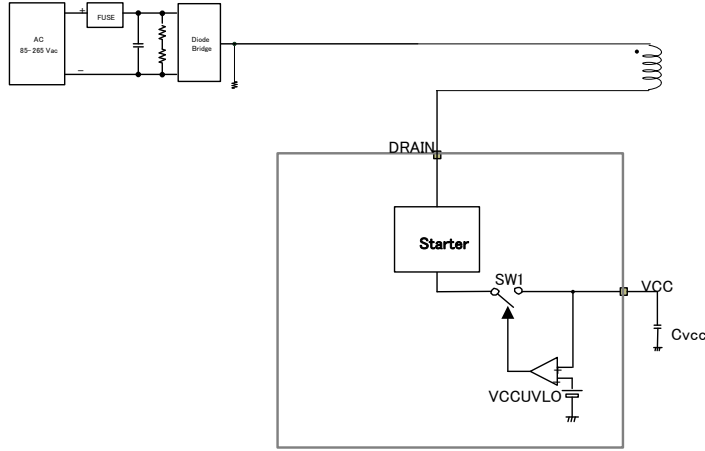 AC
85-265 Vac
+
-
FUSE
Diode
Bridge
DRAIN
Starter
SW1
VCC
Cvcc
+
-
VCCUVLO